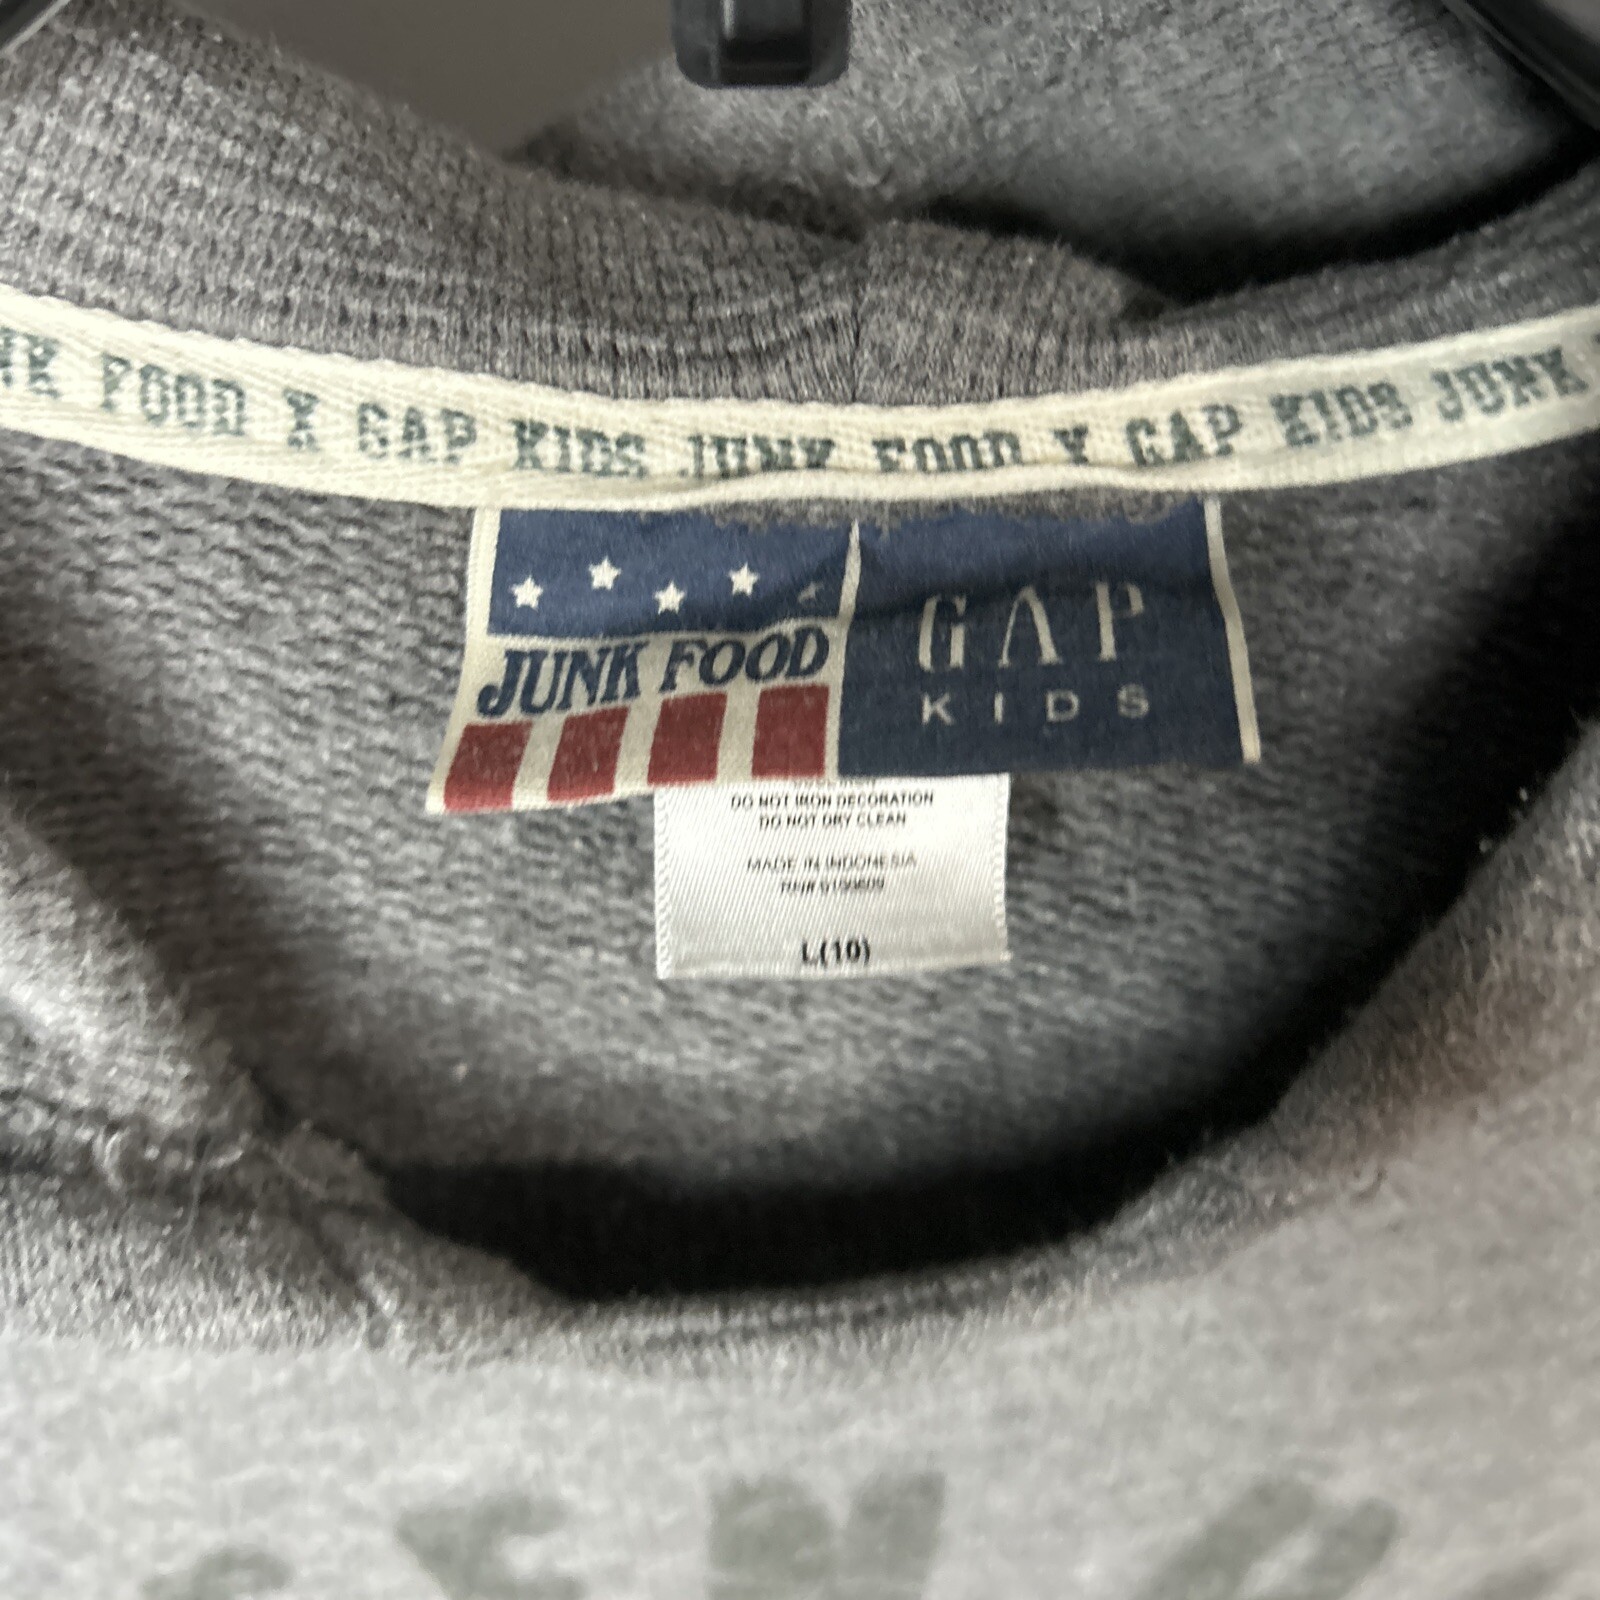 FOOD X GAP KIDS JUNK FOOD X GAP KIDS JUNK
JUNK FOOD
GAP
KIDS
DO NOT IRON DECORATION
DO NOT DRY CLEAN
MADE IN INDONESIA
L(10)